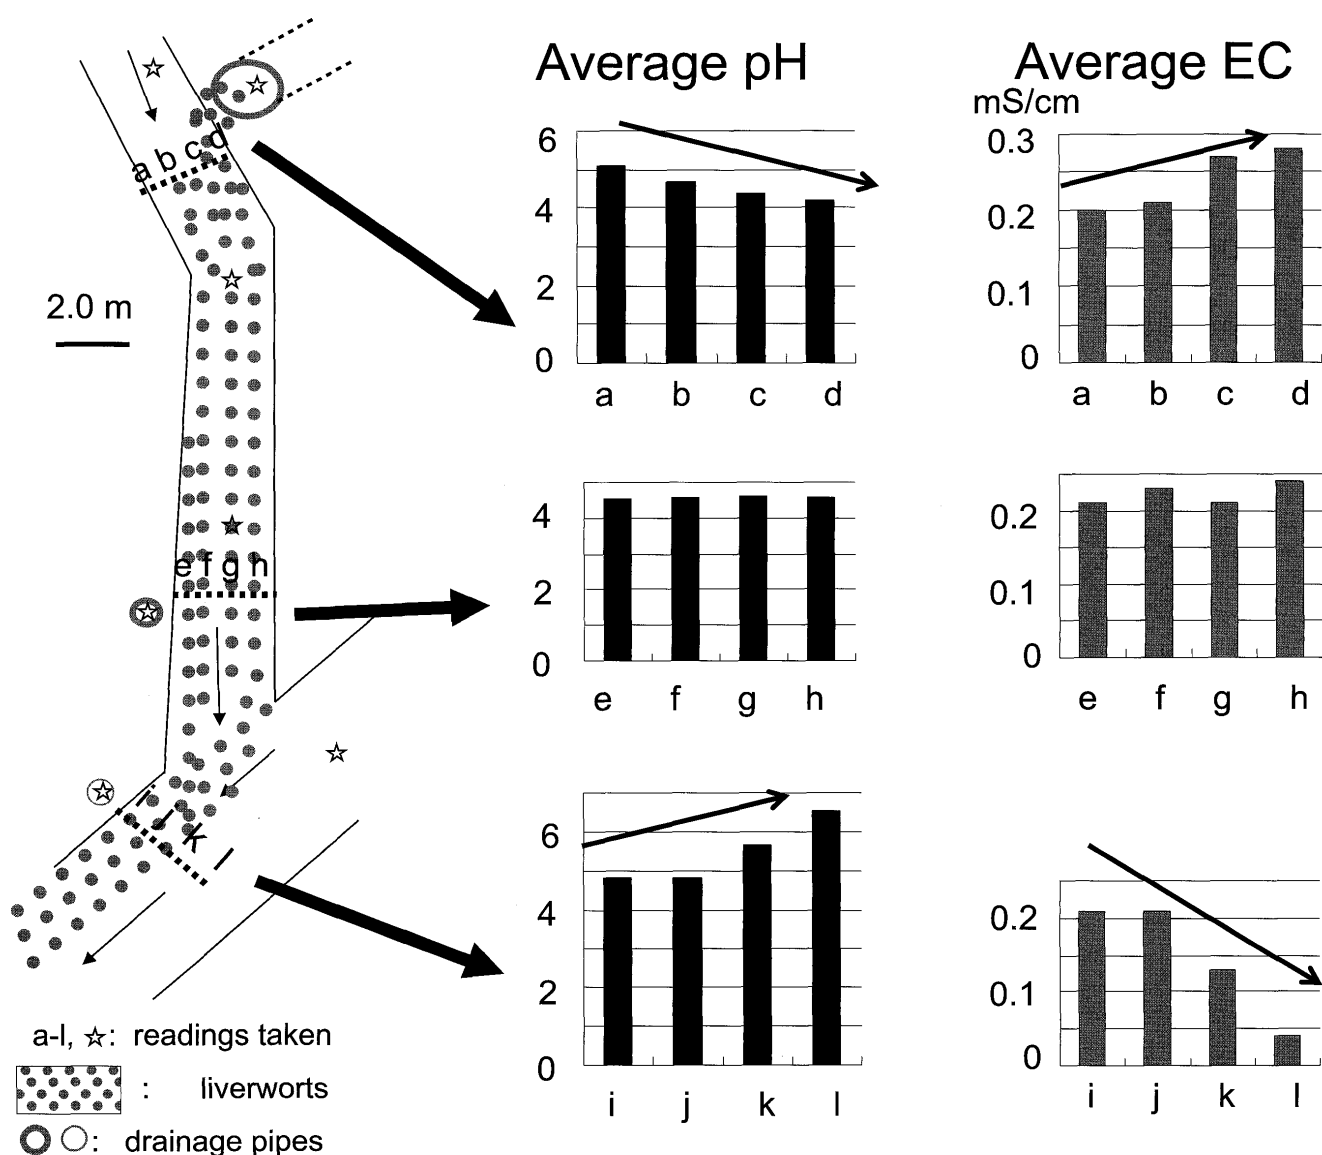 Average pH
Average EC
mS/cm
a b c d
2.0 m
6
4
2
0
a b c d
0.3
0.2
0.1
0
a b c d
e f g h
4
2
0
e f g h
0.2
0.1
0
e f g h
i j k l
6
4
2
0
i j k l
0.2
0.1
0
i j k l
a-l, ☆: readings taken
: liverworts
: drainage pipes